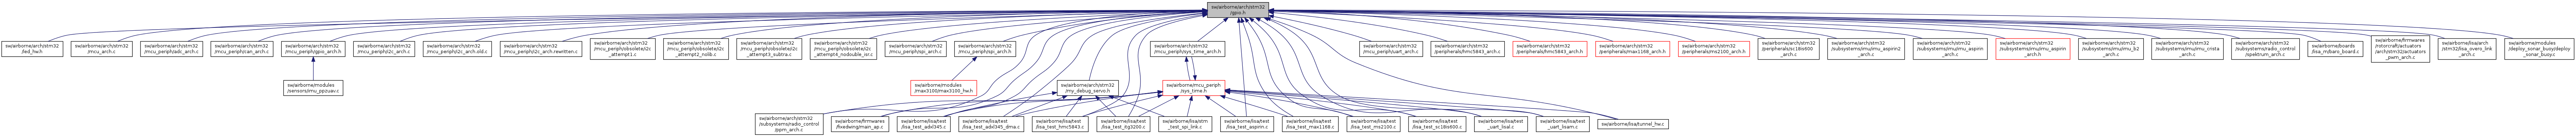 sw/airborne/arch/stm32
/gpio.h
sw/airborne/arch/stm32
/led_hw.h
sw/airborne/arch/stm32
/mcu_arch.c
sw/airborne/arch/stm32
/mcu_periph/adc_arch.c
sw/airborne/arch/stm32
/mcu_periph/can_arch.c
sw/airborne/arch/stm32
/mcu_periph/gpio_arch.h
sw/airborne/arch/stm32
/mcu_periph/i2c_arch.c
sw/airborne/arch/stm32
/mcu_periph/i2c_arch.old.c
sw/airborne/arch/stm32
/mcu_periph/i2c_arch.rewritten.c
sw/airborne/arch/stm32
/mcu_periph/obsolete/i2c
_attempt1.c
sw/airborne/arch/stm32
/mcu_periph/obsolete/i2c
_attempt2_nolib.c
sw/airborne/arch/stm32
/mcu_periph/obsolete/i2c
_attempt3_subtra.c
sw/airborne/arch/stm32
/mcu_periph/obsolete/i2c
_attempt4_nodouble_isr.c
sw/airborne/arch/stm32
/mcu_periph/spi_arch.c
sw/airborne/arch/stm32
/mcu_periph/spi_arch.h
sw/airborne/arch/stm32
/mcu_periph/sys_time_arch.h
sw/airborne/arch/stm32
/mcu_periph/uart_arch.c
sw/airborne/arch/stm32
/peripherals/hmc5843_arch.c
sw/airborne/arch/stm32
/peripherals/hmc5843_arch.h
sw/airborne/arch/stm32
/peripherals/max1168_arch.h
sw/airborne/arch/stm32
/peripherals/ms2100_arch.h
sw/airborne/arch/stm32
/peripherals/sc18is600
_arch.c
sw/airborne/arch/stm32
/subsystems/imu/imu_aspirin2
_arch.c
sw/airborne/arch/stm32
/subsystems/imu/imu_aspirin
_arch.c
sw/airborne/arch/stm32
/subsystems/imu/imu_aspirin
_arch.h
sw/airborne/arch/stm32
/subsystems/imu/imu_b2
_arch.c
sw/airborne/arch/stm32
/subsystems/imu/imu_crista
_arch.c
sw/airborne/arch/stm32
/subsystems/radio_control
/spektrum_arch.c
sw/airborne/boards
/lisa_m/baro_board.c
sw/airborne/firmwares
/rotorcraft/actuators
/arch/stm32/actuators
_pwm_arch.c
sw/airborne/lisa/arch
/stm32/lisa_overo_link
_arch.c
sw/airborne/modules
/deploy_sonar_buoy/deploy
_sonar_buoy.c
sw/airborne/modules
/sensors/imu_ppzuav.c
sw/airborne/modules
/max3100/max3100_hw.h
sw/airborne/arch/stm32
/my_debug_servo.h
sw/airborne/mcu_periph
/sys_time.h
sw/airborne/arch/stm32
/subsystems/radio_control
/ppm_arch.c
sw/airborne/firmwares
/fixedwing/main_ap.c
sw/airborne/lisa/test
/lisa_test_adxl345.c
sw/airborne/lisa/test
/lisa_test_adxl345_dma.c
sw/airborne/lisa/test
/lisa_test_hmc5843.c
sw/airborne/lisa/test
/lisa_test_itg3200.c
sw/airborne/lisa/stm
_test_spi_link.c
sw/airborne/lisa/test
/lisa_test_aspirin.c
sw/airborne/lisa/test
/lisa_test_max1168.c
sw/airborne/lisa/test
/lisa_test_ms2100.c
sw/airborne/lisa/test
/lisa_test_sc18is600.c
sw/airborne/lisa/test
_uart_lisal.c
sw/airborne/lisa/test
_uart_lisam.c
sw/airborne/lisa/tunnel_hw.c